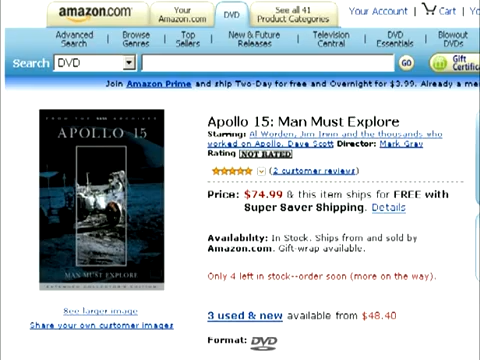 amazon.com
Your
Amazon.com
DVD
See all 41
Product Categories
Your Account
Cart
Your
Advanced
Search
Browse
Genres
Top
Sellers
New & Future
Releases
Television
Central
DVD
Essentials
Blowout
DVDs
Search
DVD
GO
Gift
Certific
Join Amazon Prime and ship Two-Day for free and Overnight for $3.99. Already a me
APOLLO 15
MAN MUST EXPLORE
See larger image
Share your own customer images
Apollo 15: Man Must Explore
Starring: Al Worden, Jim Irwin and the thousands who
worked on Apollo, Dave Scott Director: Mark Gray
Rating NOT RATED
(2 customer reviews)
Price: $74.99 & this item ships for FREE with
Super Saver Shipping. Details
Availability: In Stock. Ships from and sold by
Amazon.com. Gift-wrap available.
Only 4 left in stock--order soon (more on the way).
3 used & new available from $48.40
Format: DVD